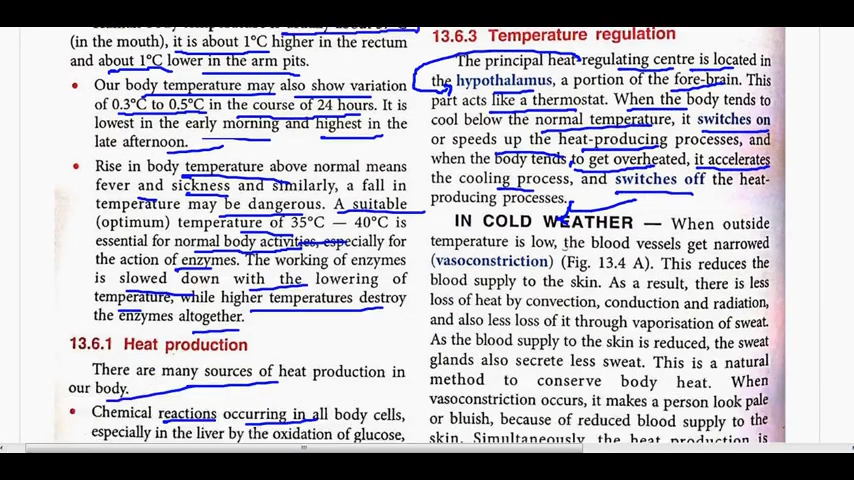 (in the mouth), it is about 1°C higher in the rectum
and about 1°C lower in the arm pits.
• Our body temperature may also show variation
of 0.3°C to 0.5°C in the course of 24 hours. It is
lowest in the early morning and highest in the
late afternoon.
• Rise in body temperature above normal means
fever and sickness and similarly, a fall in
temperature may be dangerous. A suitable
(optimum) temperature of 35°C — 40°C is
essential for normal body activities, especially for
the action of enzymes. The working of enzymes
is slowed down with the lowering of
temperature, while higher temperatures destroy
the enzymes altogether.
13.6.1 Heat production
There are many sources of heat production in
our body.
• Chemical reactions occurring in all body cells,
especially in the liver by the oxidation of glucose,
13.6.3 Temperature regulation
The principal heat-regulating centre is located in
the hypothalamus, a portion of the fore-brain. This
part acts like a thermostat. When the body tends to
cool below the normal temperature, it switches on
or speeds up the heat-producing processes, and
when the body tends to get overheated, it accelerates
the cooling process, and switches off the heat-
producing processes.
IN COLD WEATHER — When outside
temperature is low, the blood vessels get narrowed
(vasoconstriction) (Fig. 13.4 A). This reduces the
blood supply to the skin. As a result, there is less
loss of heat by convection, conduction and radiation,
and also less loss of it through vaporisation of sweat.
As the blood supply to the skin is reduced, the sweat
glands also secrete less sweat. This is a natural
method to conserve body heat. When
vasoconstriction occurs, it makes a person look pale
or bluish, because of reduced blood supply to the
skin. Simultaneously the heat production is